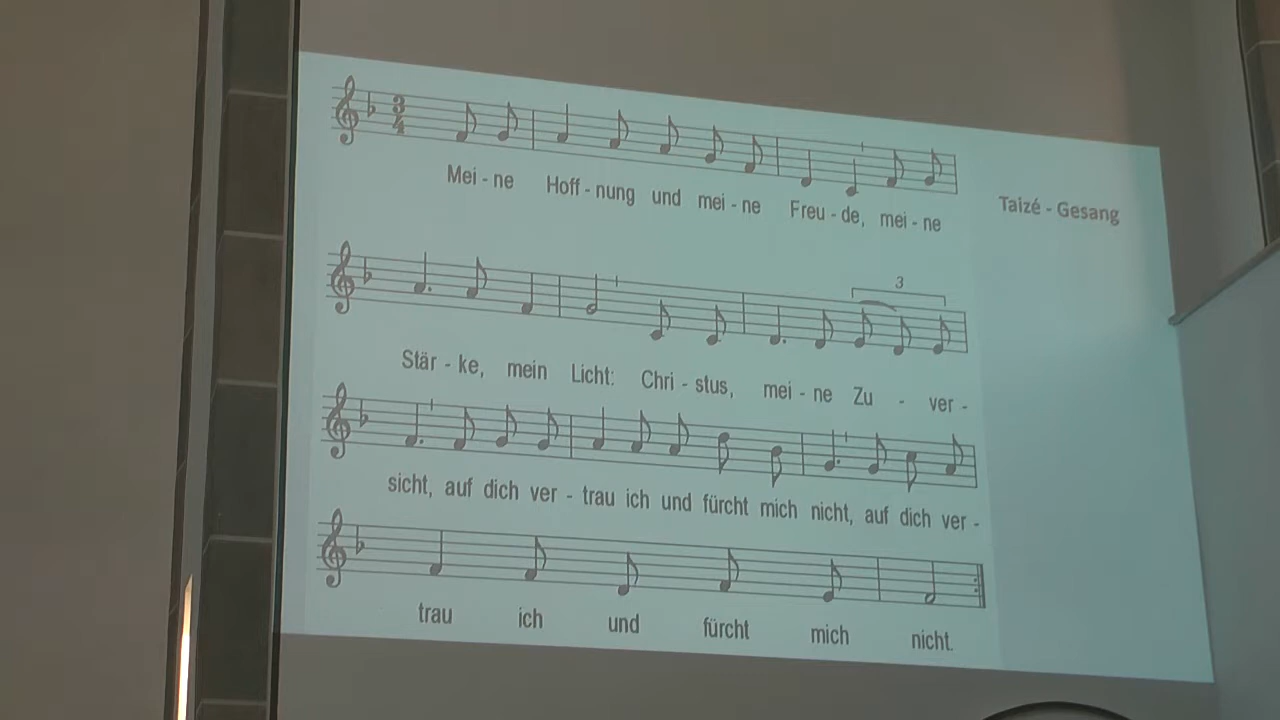 3
4
Mei - ne Hoff - nung und mei - ne Freu - de, mei - ne
Taizé - Gesang
3
Stär - ke, mein Licht: Chri - stus, mei - ne Zu - ver -
sicht, auf dich ver - trau ich und fürcht mich nicht, auf dich ver -
trau ich und fürcht mich nicht.